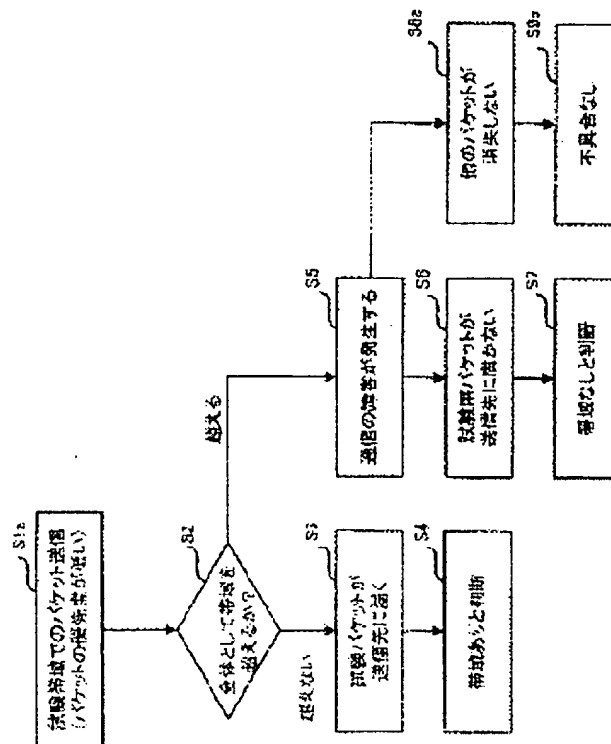 S1a
試験帯域でのパケット送信
(パケットの優先度が低い)
S2
全体として帯域を
超えるか?
超える
超えない
S3
試験パケットが
送信先に届く
S4
帯域ありと判断
S5
通信の障害が発生する
S6
試験用パケットが
送信先に届かない
S7
帯域なしと判断
S8a
他のパケットが
消失しない
S9a
不具合なし